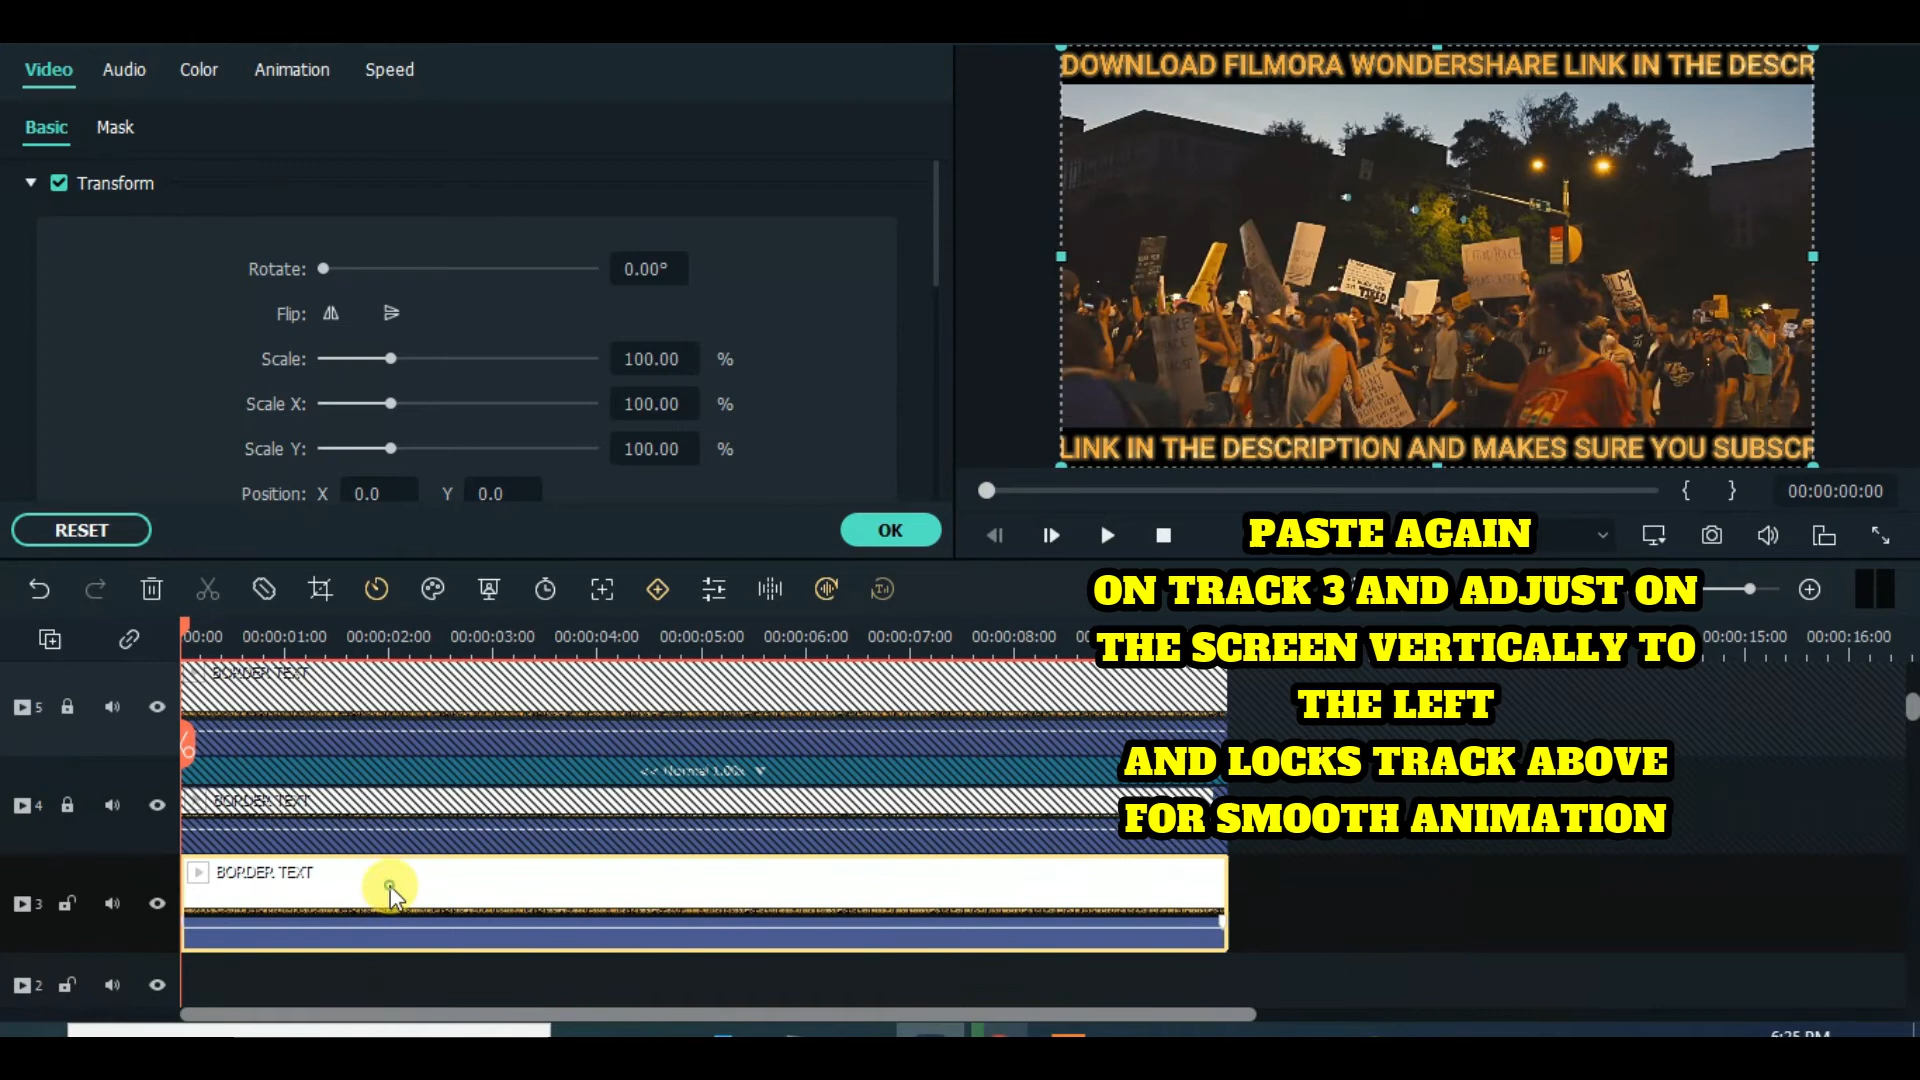 Video Audio Color Animation Speed
Basic Mask
Transform
Rotate: 0.00°
Flip:
Scale: 100.00 %
Scale X: 100.00 %
Scale Y: 100.00 %
Position: X 0.0 Y 0.0
RESET OK
DOWNLOAD FILMORA WONDERSHARE LINK IN THE DESCR
LINK IN THE DESCRIPTION AND MAKES SURE YOU SUBSCR
{ } 00:00:00:00
PASTE AGAIN
ON TRACK 3 AND ADJUST ON
THE SCREEN VERTICALLY TO
THE LEFT
AND LOCKS TRACK ABOVE
FOR SMOOTH ANIMATION
00:00 00:00:01:00 00:00:02:00 00:00:03:00 00:00:04:00 00:00:05:00 00:00:06:00 00:00:07:00 00:00:08:00 00:00:15:00 00:00:16:00
BORDER TEXT
5
<< Normal 1.00x
4 BORDER TEXT
BORDER TEXT
3
2
6:25 PM